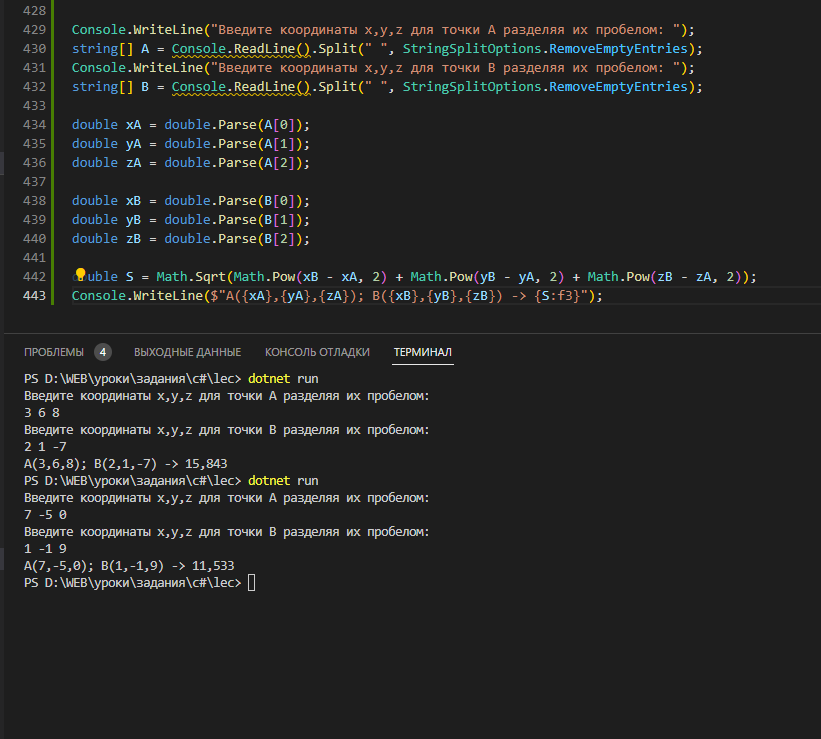 428
429 Console.WriteLine("Введите координаты x,y,z для точки A разделяя их пробелом: ");
430 string[] A = Console.ReadLine().Split(" ", StringSplitOptions.RemoveEmptyEntries);
431 Console.WriteLine("Введите координаты x,y,z для точки B разделяя их пробелом: ");
432 string[] B = Console.ReadLine().Split(" ", StringSplitOptions.RemoveEmptyEntries);
433
434 double xA = double.Parse(A[0]);
435 double yA = double.Parse(A[1]);
436 double zA = double.Parse(A[2]);
437
438 double xB = double.Parse(B[0]);
439 double yB = double.Parse(B[1]);
440 double zB = double.Parse(B[2]);
441
442 double S = Math.Sqrt(Math.Pow(xB - xA, 2) + Math.Pow(yB - yA, 2) + Math.Pow(zB - zA, 2));
443 Console.WriteLine($"A({xA},{yA},{zA}); B({xB},{yB},{zB}) -> {S:f3}");
ПРОБЛЕМЫ 4 ВЫХОДНЫЕ ДАННЫЕ КОНСОЛЬ ОТЛАДКИ ТЕРМИНАЛ
PS D:\WEB\уроки\задания\c#\lec> dotnet run
Введите координаты x,y,z для точки A разделяя их пробелом:
3 6 8
Введите координаты x,y,z для точки B разделяя их пробелом:
2 1 -7
A(3,6,8); B(2,1,-7) -> 15,843
PS D:\WEB\уроки\задания\c#\lec> dotnet run
Введите координаты x,y,z для точки A разделяя их пробелом:
7 -5 0
Введите координаты x,y,z для точки B разделяя их пробелом:
1 -1 9
A(7,-5,0); B(1,-1,9) -> 11,533
PS D:\WEB\уроки\задания\c#\lec>